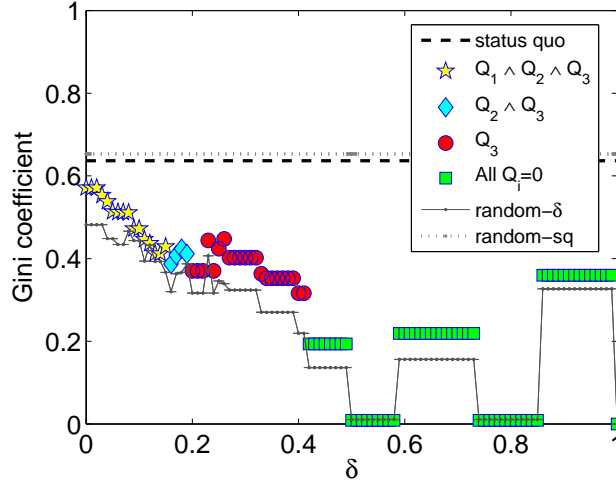 1
0.8
0.6
0.4
0.2
0
Gini coefficient
0
0.2
0.4
0.6
0.8
1
δ
status quo
Q₁ ∧ Q₂ ∧ Q₃
Q₂ ∧ Q₃
Q₃
All Qᵢ=0
random-δ
random-sq